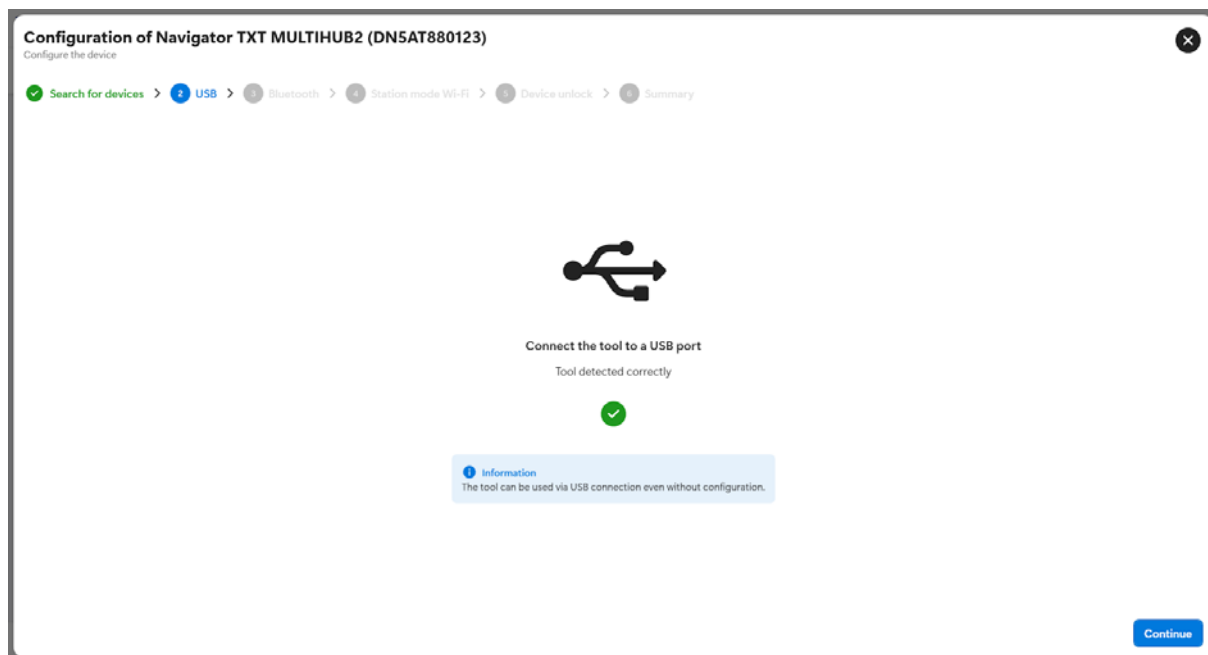 Configuration of Navigator TXT MULTIHUB2 (DN5AT880123)
Configure the device
Search for devices > 2 USB > 3 Bluetooth > 4 Station mode Wi-Fi > 5 Device unlock > 6 Summary
Connect the tool to a USB port
Tool detected correctly
Information
The tool can be used via USB connection even without configuration.
Continue